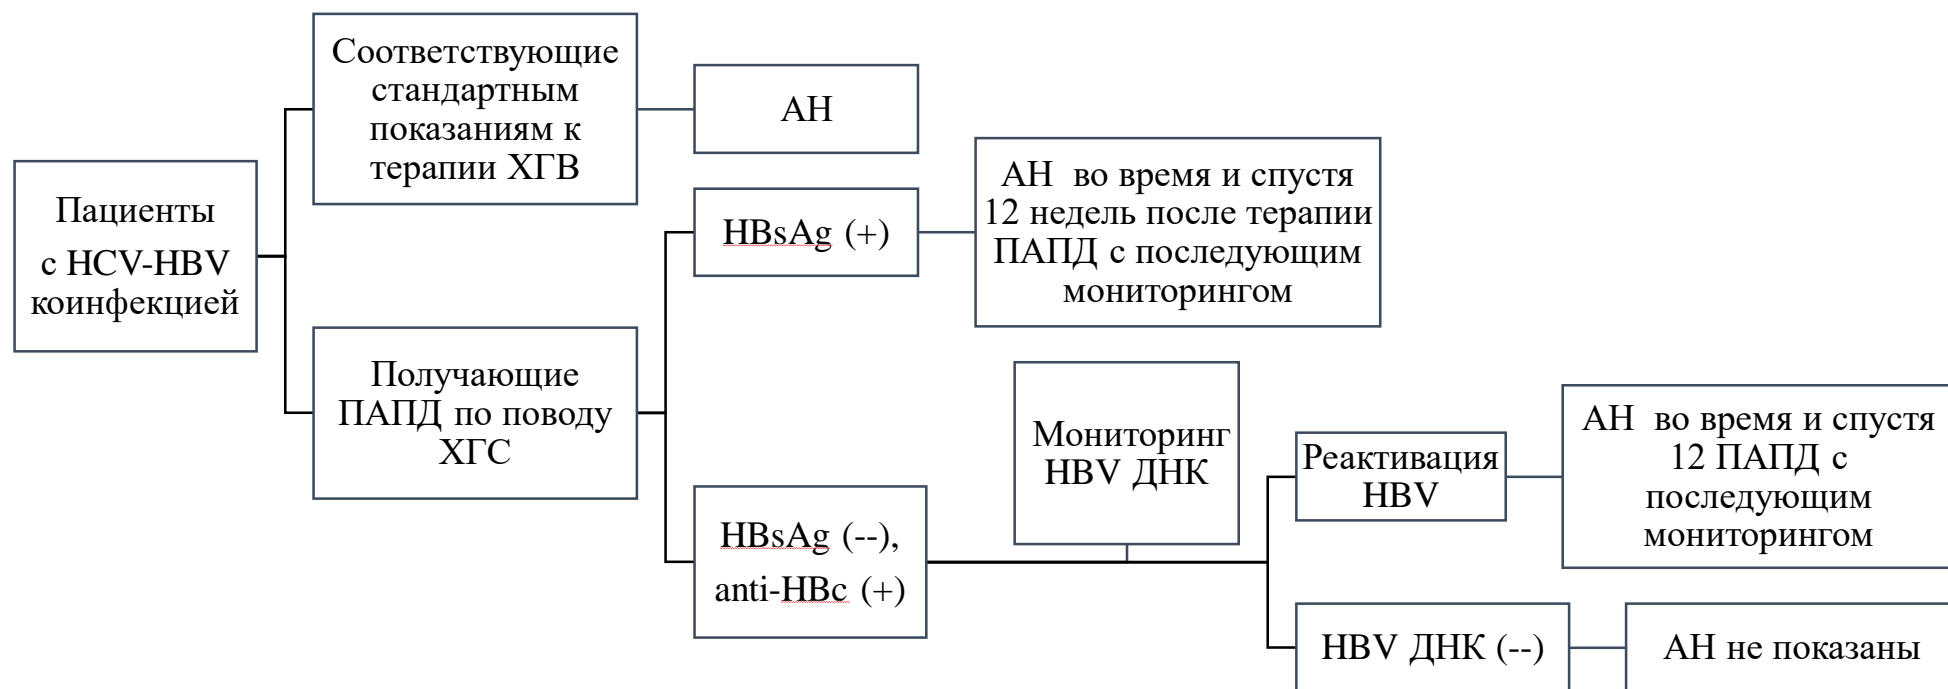 Пациенты
с HCV-HBV
коинфекцией
Соответствующие
стандартным
показаниям к
терапии ХГВ
АН
Получающие
ПАПД по поводу
ХГС
HBsAg (+)
АН во время и спустя
12 недель после терапии
ПАПД с последующим
мониторингом
HBsAg (--),
anti-HBc (+)
Мониторинг
HBV ДНК
Реактивация
HBV
АН во время и спустя
12 ПАПД с
последующим
мониторингом
HBV ДНК (--)
АН не показаны